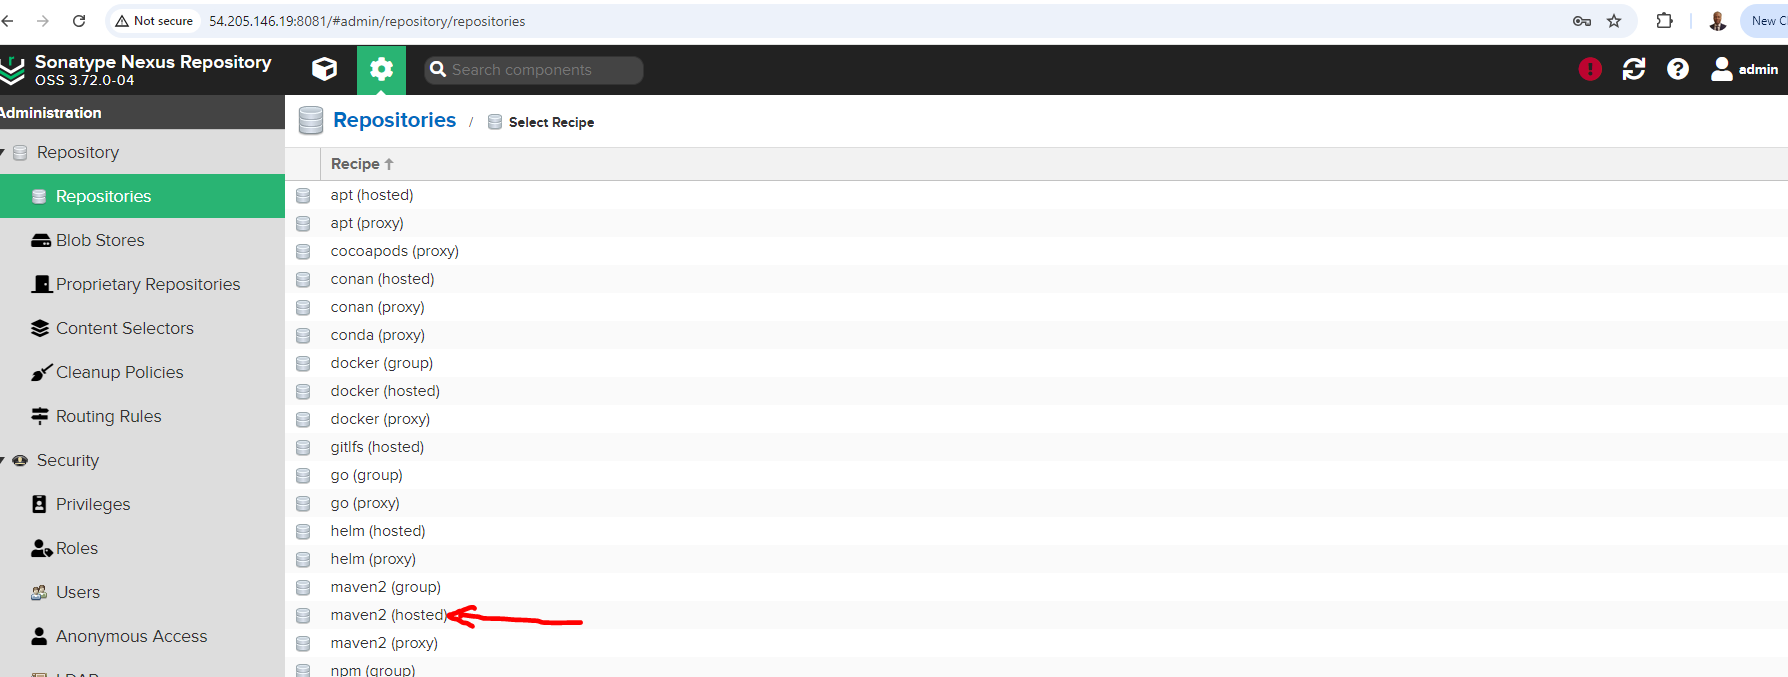 Not secure 54.205.146.19:8081/#admin/repository/repositories
Sonatype Nexus Repository
OSS 3.72.0-04
Search components
admin
Administration
Repository
Repositories
Blob Stores
Proprietary Repositories
Content Selectors
Cleanup Policies
Routing Rules
Security
Privileges
Roles
Users
Anonymous Access
LDAP
Repositories / Select Recipe
Recipe
apt (hosted)
apt (proxy)
cocoapods (proxy)
conan (hosted)
conan (proxy)
conda (proxy)
docker (group)
docker (hosted)
docker (proxy)
gitlfs (hosted)
go (group)
go (proxy)
helm (hosted)
helm (proxy)
maven2 (group)
maven2 (hosted)
maven2 (proxy)
npm (group)